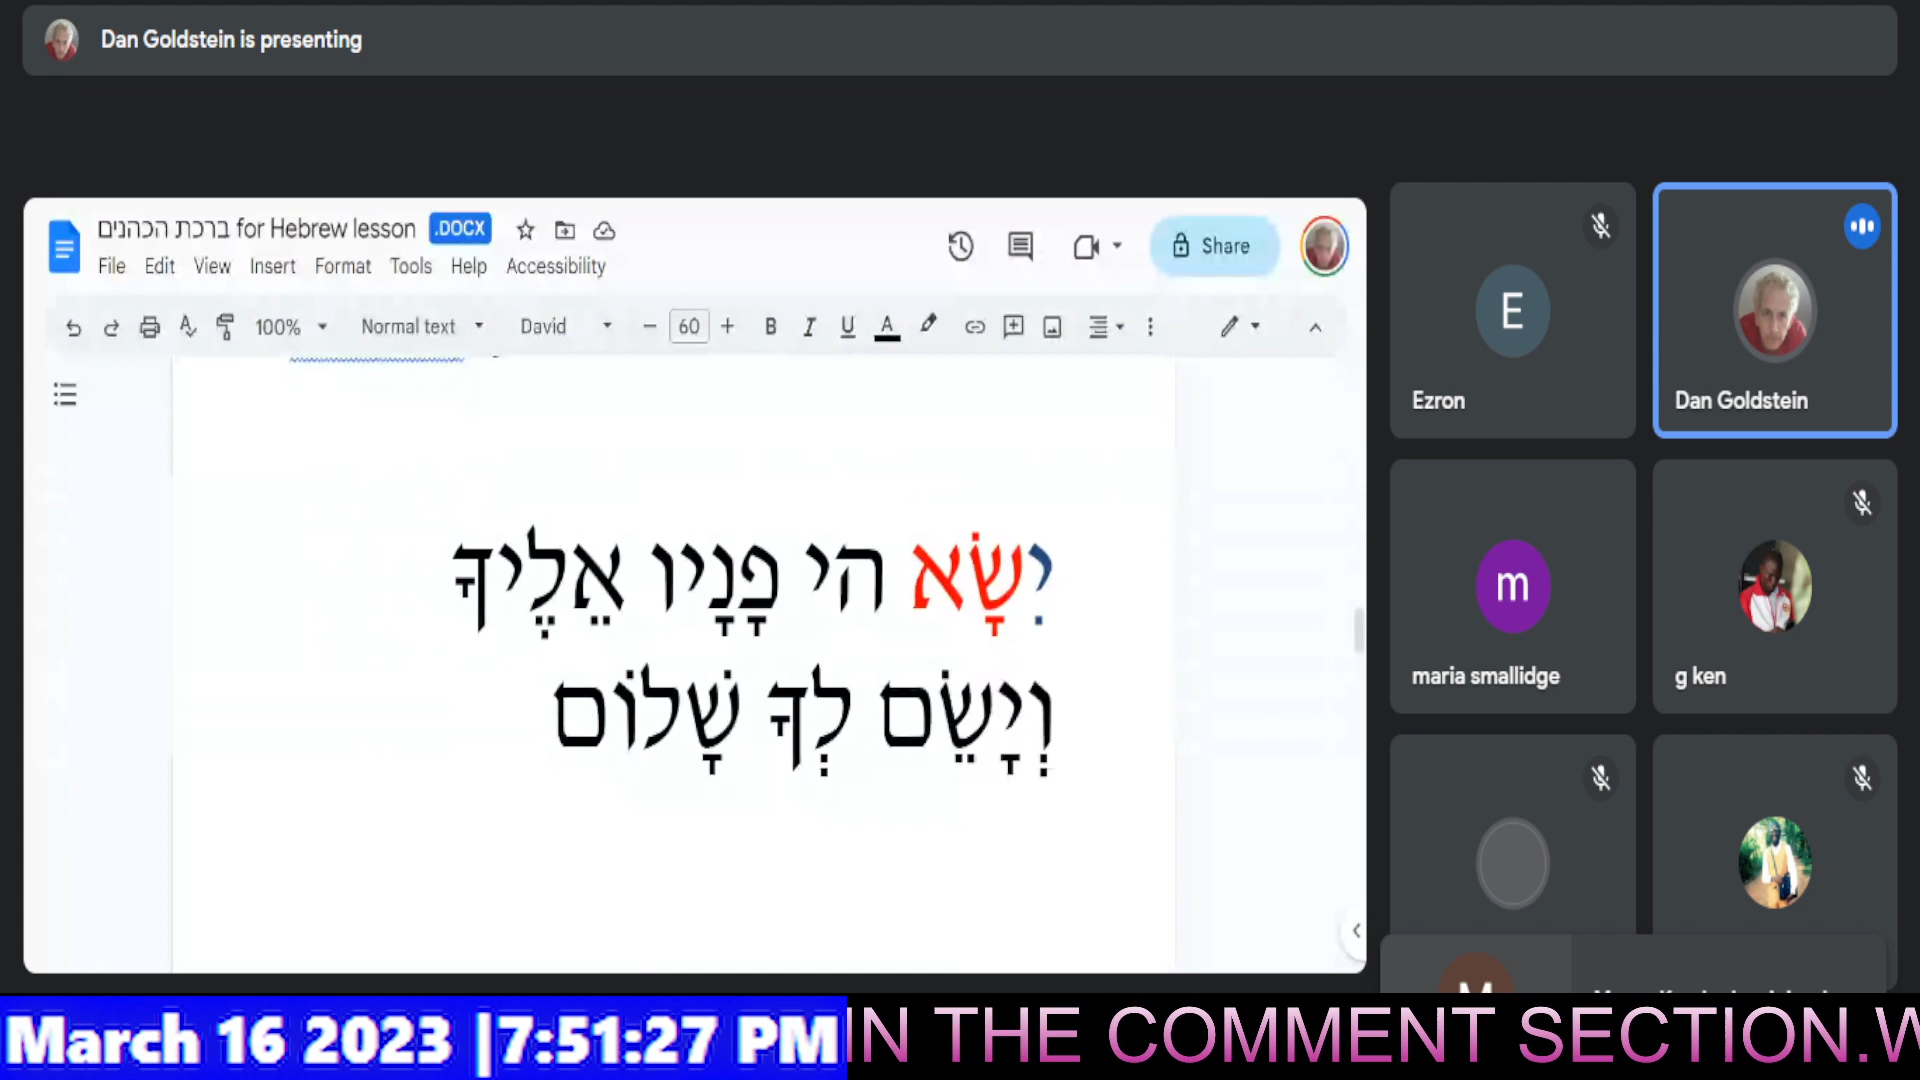 Dan Goldstein is presenting
ברכת הכהנים for Hebrew lesson .DOCX
File Edit View Insert Format Tools Help Accessibility
Share
100% Normal text David 60 B I U A
יִשָּׂא הי פָנָיו אֵלֶיךָ
וְיָשֵׂם לְךָ שָׁלוֹם
E
Ezron
Dan Goldstein
m
maria smallidge
g ken
March 16 2023 |7:51:27 PM
IN THE COMMENT SECTION.W